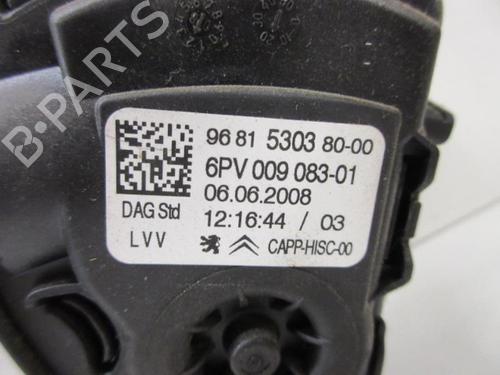 96 81 5303 80-00
6PV 009 083-01
06.06.2008
DAG Std 12:16:44 / 03
LVV CAPP-HISC-00
B-PARTS